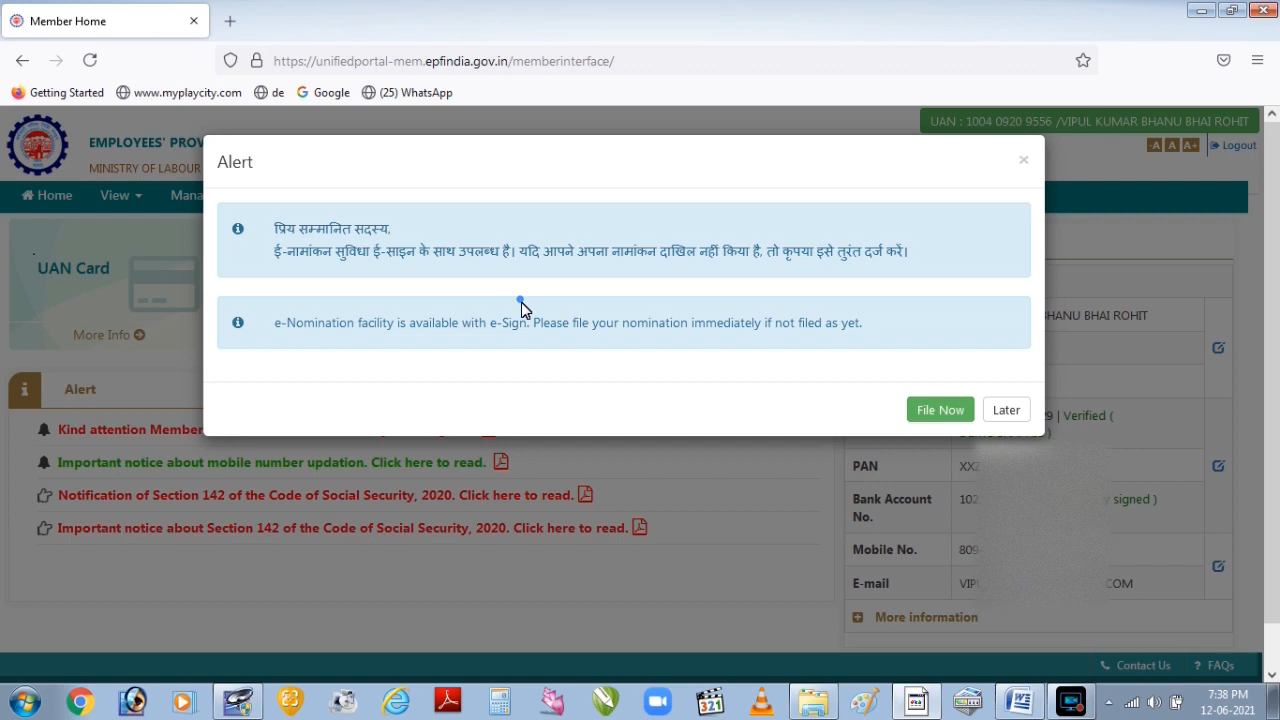 Member Home
https://unifiedportal-mem.epfindia.gov.in/memberinterface/
Getting Started www.myplaycity.com de Google (25) WhatsApp
UAN : 1004 0920 9556 /VIPUL KUMAR BHANU BHAI ROHIT
EMPLOYEES' PROV
MINISTRY OF LABOUR
-A A A+ Logout
Home View Mana
Alert
×
प्रिय सम्मानित सदस्य,
ई-नामांकन सुविधा ई-साइन के साथ उपलब्ध है। यदि आपने अपना नामांकन दाखिल नहीं किया है, तो कृपया इसे तुरंत दर्ज करें।
e-Nomination facility is available with e-Sign. Please file your nomination immediately if not filed as yet.
File Now Later
UAN Card
More Info
Alert
Kind attention Member
Important notice about mobile number updation. Click here to read.
Notification of Section 142 of the Code of Social Security, 2020. Click here to read.
Important notice about Section 142 of the Code of Social Security, 2020. Click here to read.
HANU BHAI ROHIT
9 | Verified (
PAN XXZ
Bank Account No. 102 y signed )
Mobile No. 809
E-mail VIPU COM
More information
Contact Us ? FAQs
321
7:38 PM
12-06-2021